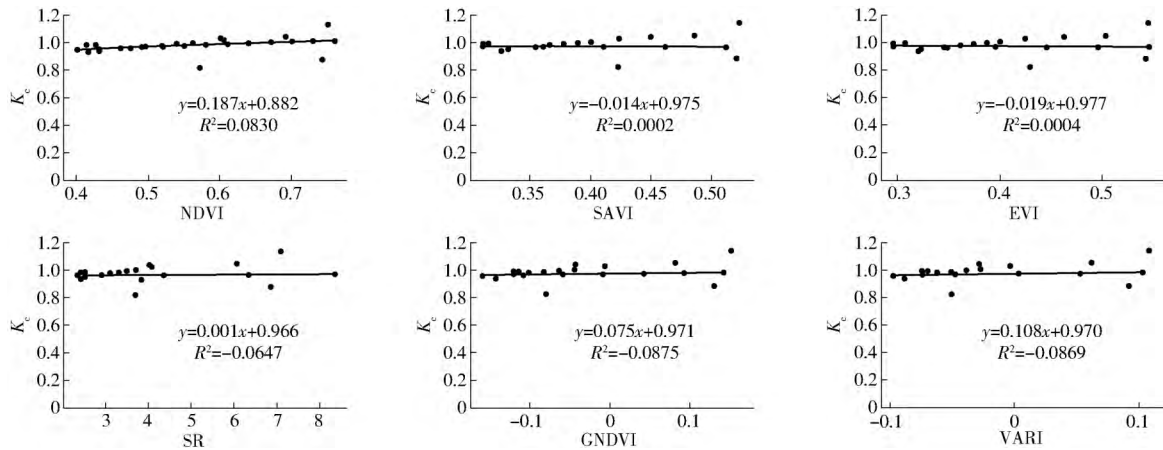 1.2
1.0
0.8
0.6
0.4
0.2
0
Kc
y=0.187x+0.882
R²=0.0830
0.4 0.5 0.6 0.7
NDVI
1.2
1.0
0.8
0.6
0.4
0.2
0
Kc
y=−0.014x+0.975
R²=0.0002
0.35 0.40 0.45 0.50
SAVI
1.2
1.0
0.8
0.6
0.4
0.2
0
Kc
y=−0.019x+0.977
R²=0.0004
0.3 0.4 0.5
EVI
1.2
1.0
0.8
0.6
0.4
0.2
0
Kc
y=0.001x+0.966
R²=−0.0647
3 4 5 6 7 8
SR
1.2
1.0
0.8
0.6
0.4
0.2
0
Kc
y=0.075x+0.971
R²=−0.0875
−0.1 0 0.1
GNDVI
1.2
1.0
0.8
0.6
0.4
0.2
0
Kc
y=0.108x+0.970
R²=−0.0869
−0.1 0 0.1
VARI